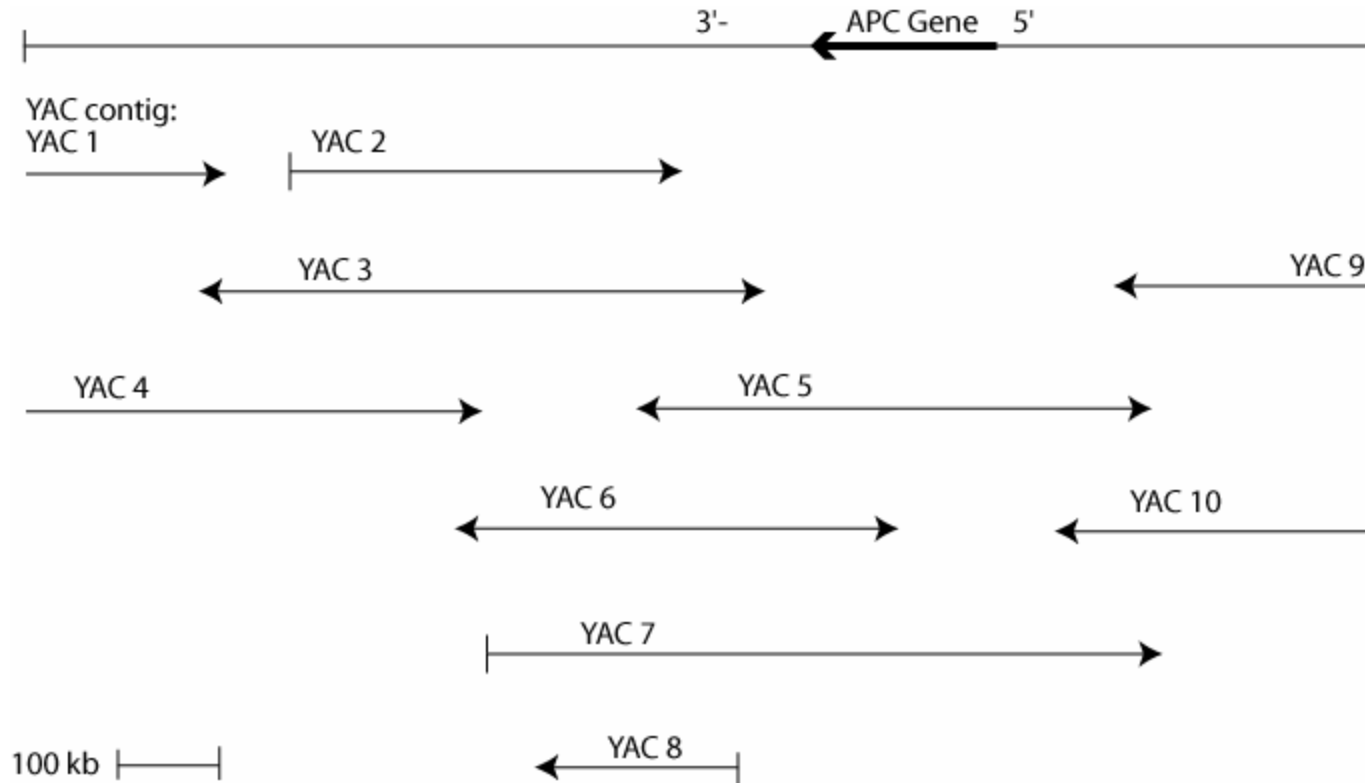 3'- APC Gene 5'
YAC contig:
YAC 1
YAC 2
YAC 3
YAC 9
YAC 4
YAC 5
YAC 6
YAC 10
YAC 7
YAC 8
100 kb